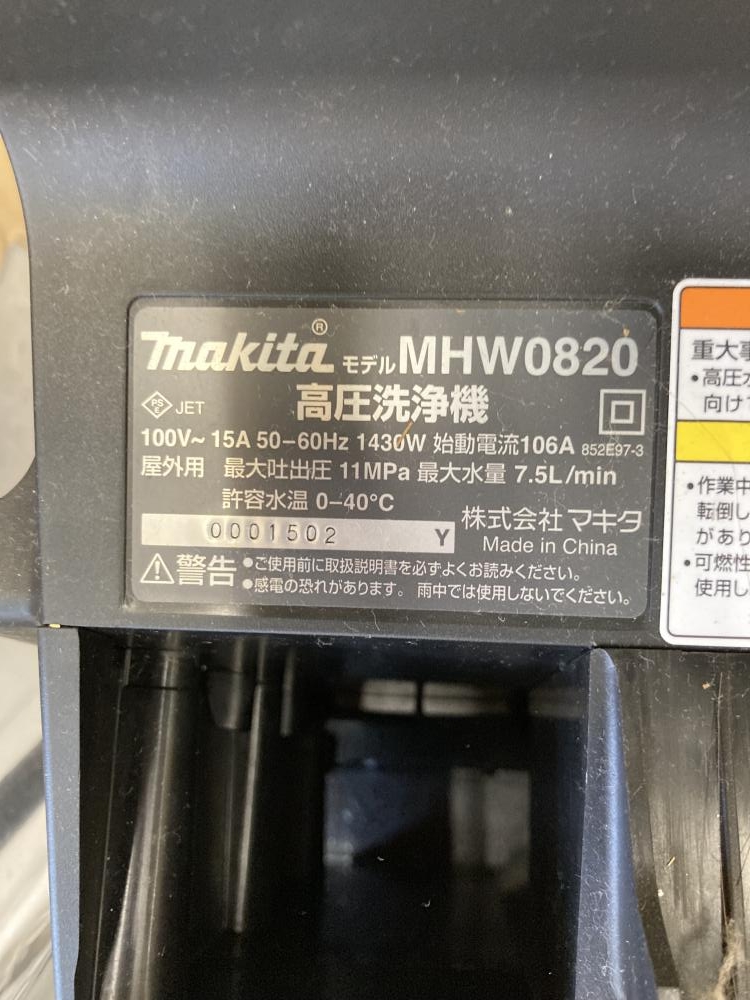 makita® モデル MHW0820
PSE JET 高圧洗浄機
100V~ 15A 50-60Hz 1430W 始動電流106A 852E97-3
屋外用 最大吐出圧 11MPa 最大水量 7.5L/min
許容水温 0-40°C
0001502 Y
株式会社 マキタ
Made in China
警告 •ご使用前に取扱説明書を必ずよくお読みください。
•感電の恐れがあります。 雨中では使用しないでください。
重大事
•高圧水
向け
•作業中
転倒し
があり
•可燃性
使用し